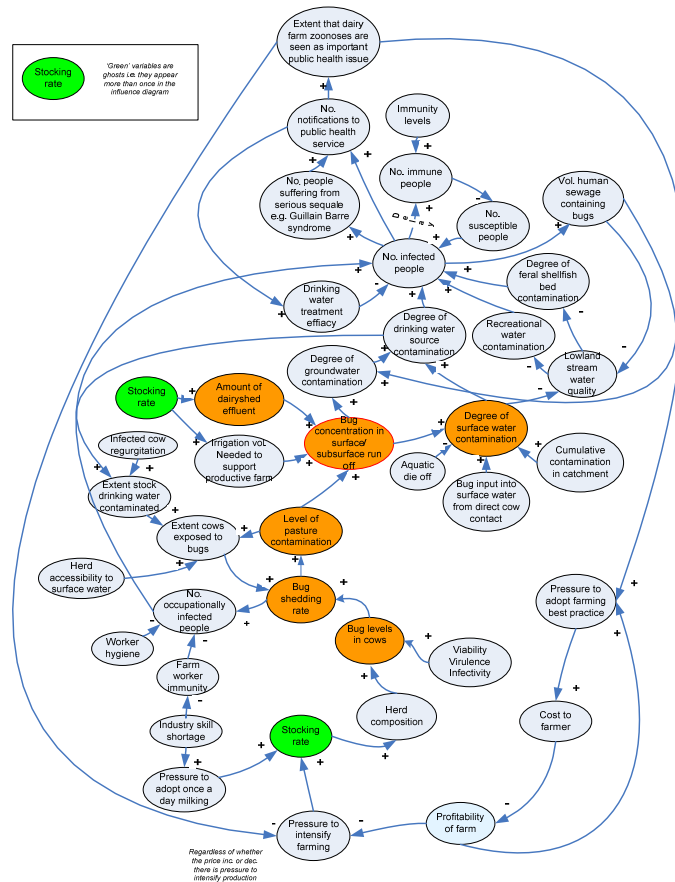 Extent that dairy
farm zoonoses are
seen as important
public health issue
Stocking
rate
'Green' variables are
ghosts i.e. they appear
more than once in the
influence diagram
No.
notifications to
public health
service
Immunity
levels
No. immune
people
No. people
suffering from
serious sequale
e.g. Guillain Barre
syndrome
Delay
No.
susceptible
people
Vol. human
sewage
containing
bugs
No. infected
people
Degree of
feral shellfish
bed
contamination
Drinking
water
treatment
efficacy
Degree of
drinking water
source
contamination
Recreational
water
contamination
Lowland
stream
water
quality
Degree of
groundwater
contamination
Stocking
rate
Amount of
dairyshed
effluent
Bug
concentration in
surface/
subsurface run
off
Degree of
surface water
contamination
Infected cow
regurgitation
Irrigation vol.
Needed to
support
productive farm
Aquatic
die off
Bug input into
surface water
from direct cow
contact
Cumulative
contamination
in catchment
Extent stock
drinking water
contaminated
Extent cows
exposed to
bugs
Level of
pasture
contamination
Herd
accessibility to
surface water
Bug
shedding
rate
No.
occupationally
infected
people
Pressure to
adopt farming
best practice
Worker
hygiene
Bug levels
in cows
Viability
Virulence
Infectivity
Farm
worker
immunity
Herd
composition
Industry skill
shortage
Stocking
rate
Cost to
farmer
Pressure to
adopt once a
day milking
Pressure to
intensify
farming
Profitability
of farm
Regardless of whether
the price inc. or dec.
there is pressure to
intensify production